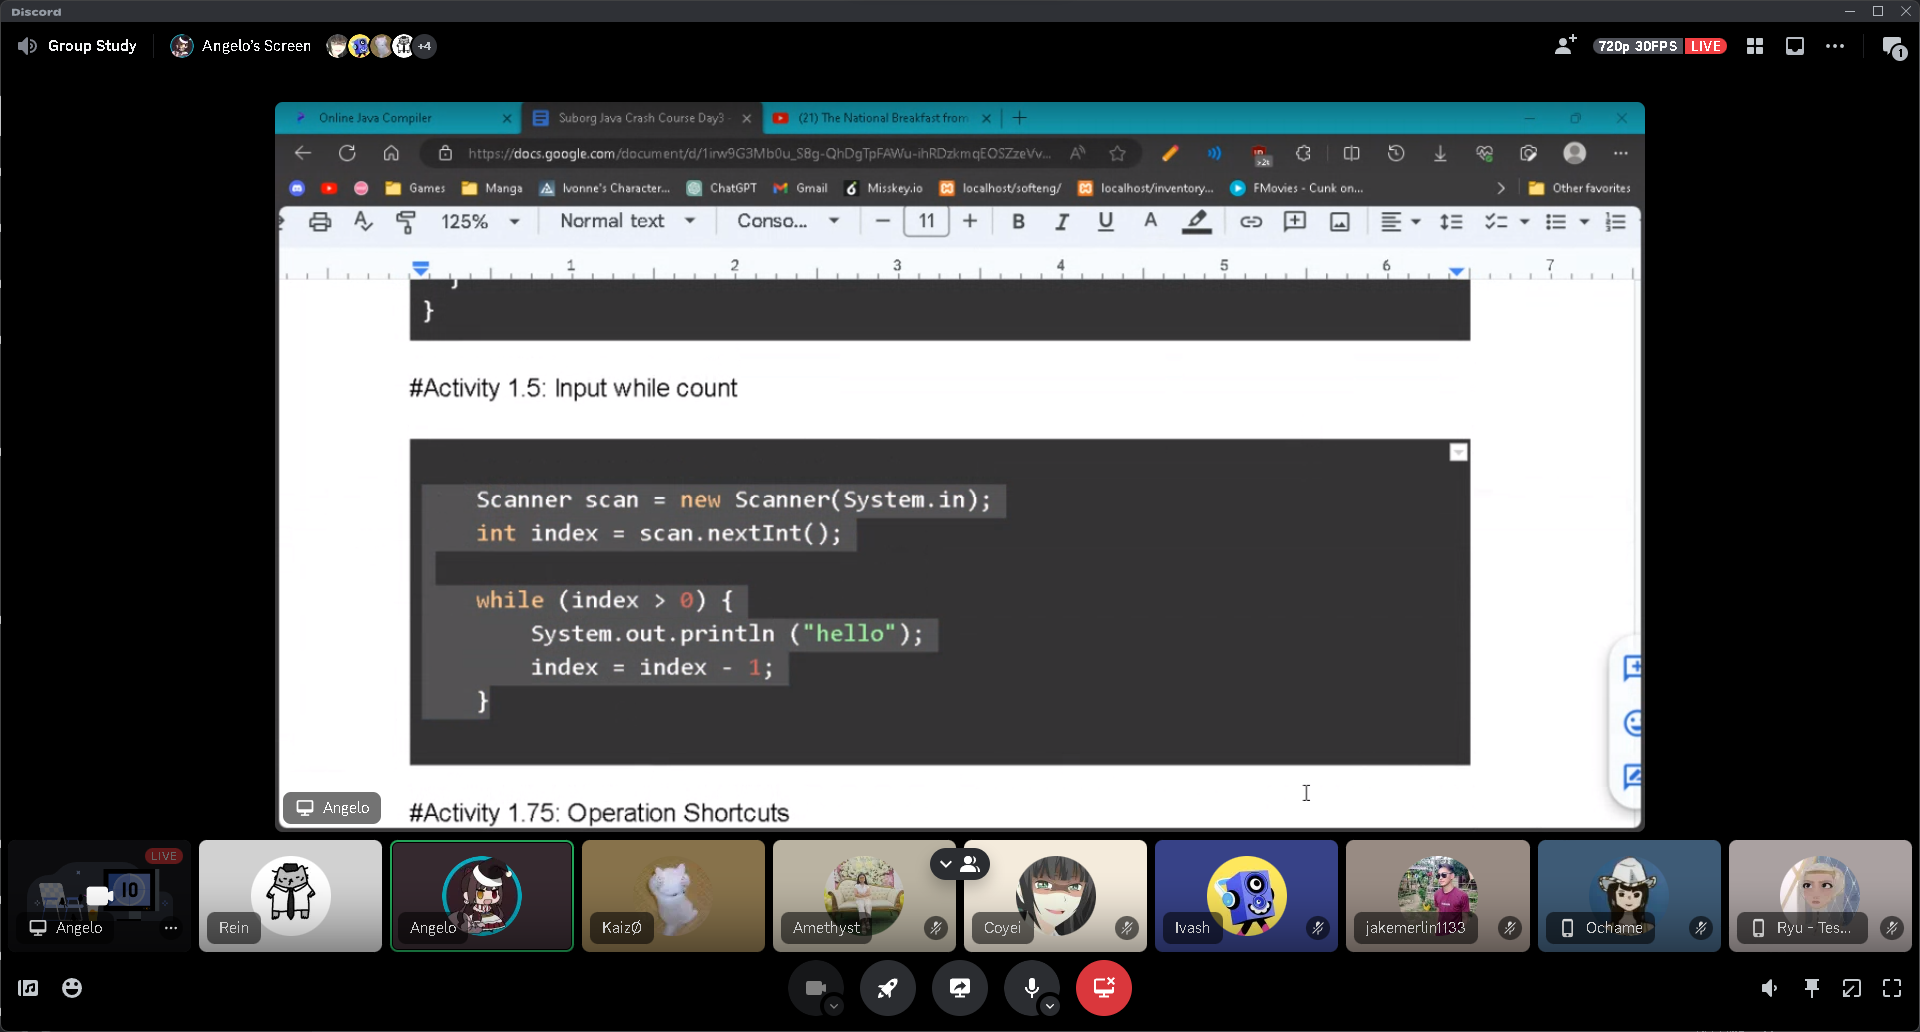 Discord
Group Study
Angelo's Screen
+4
720p 30FPS
LIVE
1
Online Java Compiler
Suborg Java Crash Course Day3 -
(21) The National Breakfast from
https://docs.google.com/document/d/1irw9G3Mb0u_S8g-QhDgTpFAWu-ihRDzkmqEOSZzeVv...
Games
Manga
Ivonne's Character...
ChatGPT
Gmail
Misskey.io
localhost/softeng/
localhost/inventory...
FMovies - Cunk on...
Other favorites
125%
Normal text
Conso...
11
B
I
U
A
1
2
3
4
5
6
7
}
}
#Activity 1.5: Input while count
Scanner scan = new Scanner(System.in);
int index = scan.nextInt();
while (index > 0) {
System.out.println ("hello");
index = index - 1;
}
Angelo
#Activity 1.75: Operation Shortcuts
LIVE
Angelo
Rein
Angelo
KaizØ
Amethyst
Coyei
Ivash
jakemerlin1133
Ochame
Ryu - Tes...